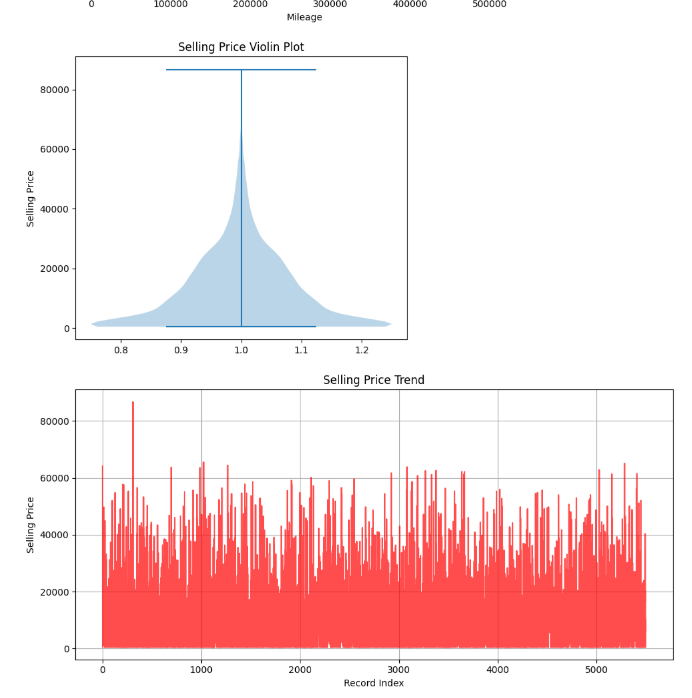 0 100000 200000 300000 400000 500000
Mileage
Selling Price Violin Plot
80000
60000
40000
20000
0
Selling Price
0.8 0.9 1.0 1.1 1.2
Selling Price Trend
80000
60000
40000
20000
0
Selling Price
0 1000 2000 3000 4000 5000
Record Index